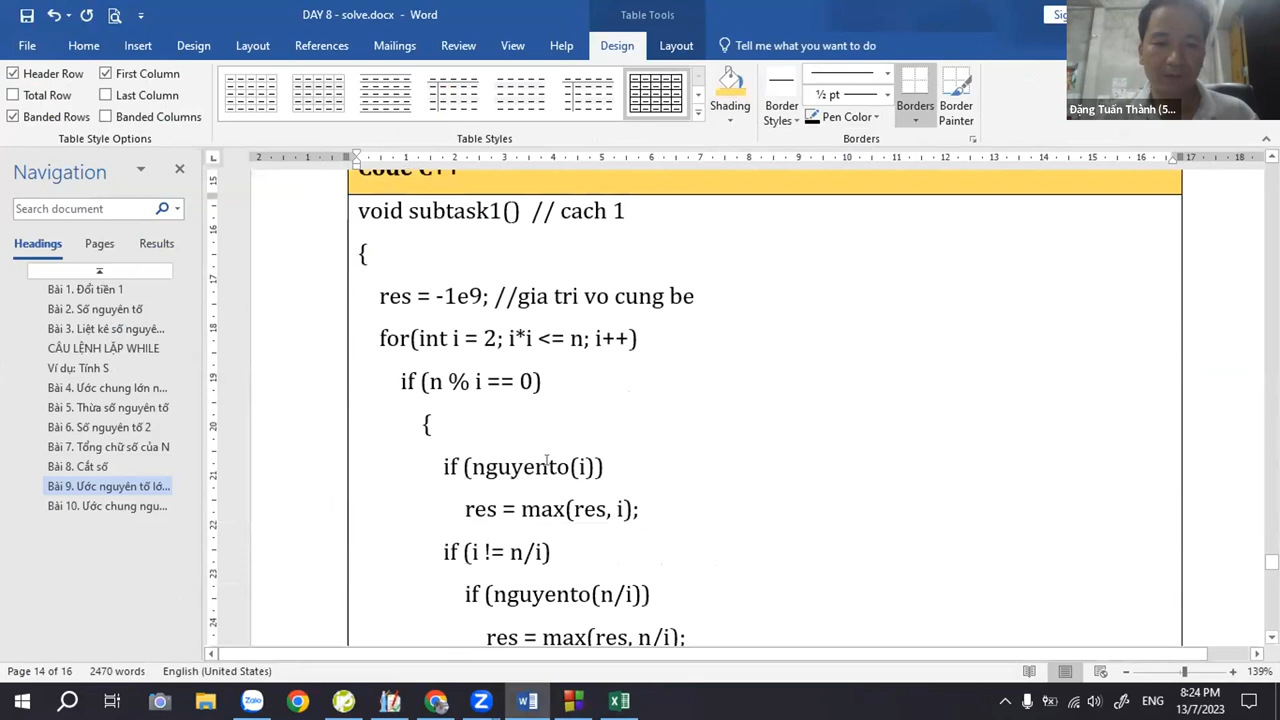 DAY 8 - solve.docx - Word
Table Tools
File Home Insert Design Layout References Mailings Review View Help Design Layout Tell me what you want to do
Header Row First Column
Total Row Last Column
Banded Rows Banded Columns
Table Style Options
Table Styles
Shading
Border Styles
½ pt
Pen Color
Borders
Border Painter
Borders
Đặng Tuấn Thành (5...
Navigation
Search document
Headings Pages Results
Bài 1. Đổi tiền 1
Bài 2. Số nguyên tố
Bài 3. Liệt kê số nguyê...
CÂU LỆNH LẶP WHILE
Ví dụ: Tính S
Bài 4. Ước chung lớn n...
Bài 5. Thừa số nguyên tố
Bài 6. Số nguyên tố 2
Bài 7. Tổng chữ số của N
Bài 8. Cắt số
Bài 9. Ước nguyên tố ló...
Bài 10. Ước chung ngu...
Code C++
void subtask1() // cach 1
{
res = -1e9; //gia tri vo cung be
for(int i = 2; i*i <= n; i++)
if (n % i == 0)
{
if (nguyento(i))
res = max(res, i);
if (i != n/i)
if (nguyento(n/i))
res = max(res, n/i);
Page 14 of 16 2470 words English (United States)
139%
Zalo
ENG
8:24 PM
13/7/2023